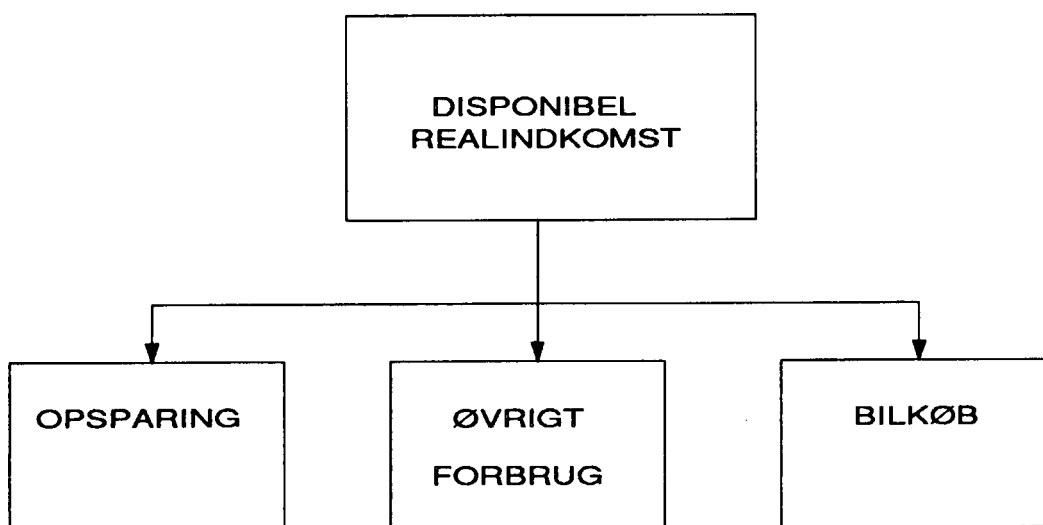 DISPONIBEL
REALINDKOMST
OPSPARING
ØVRIGT
FORBRUG
BILKØB